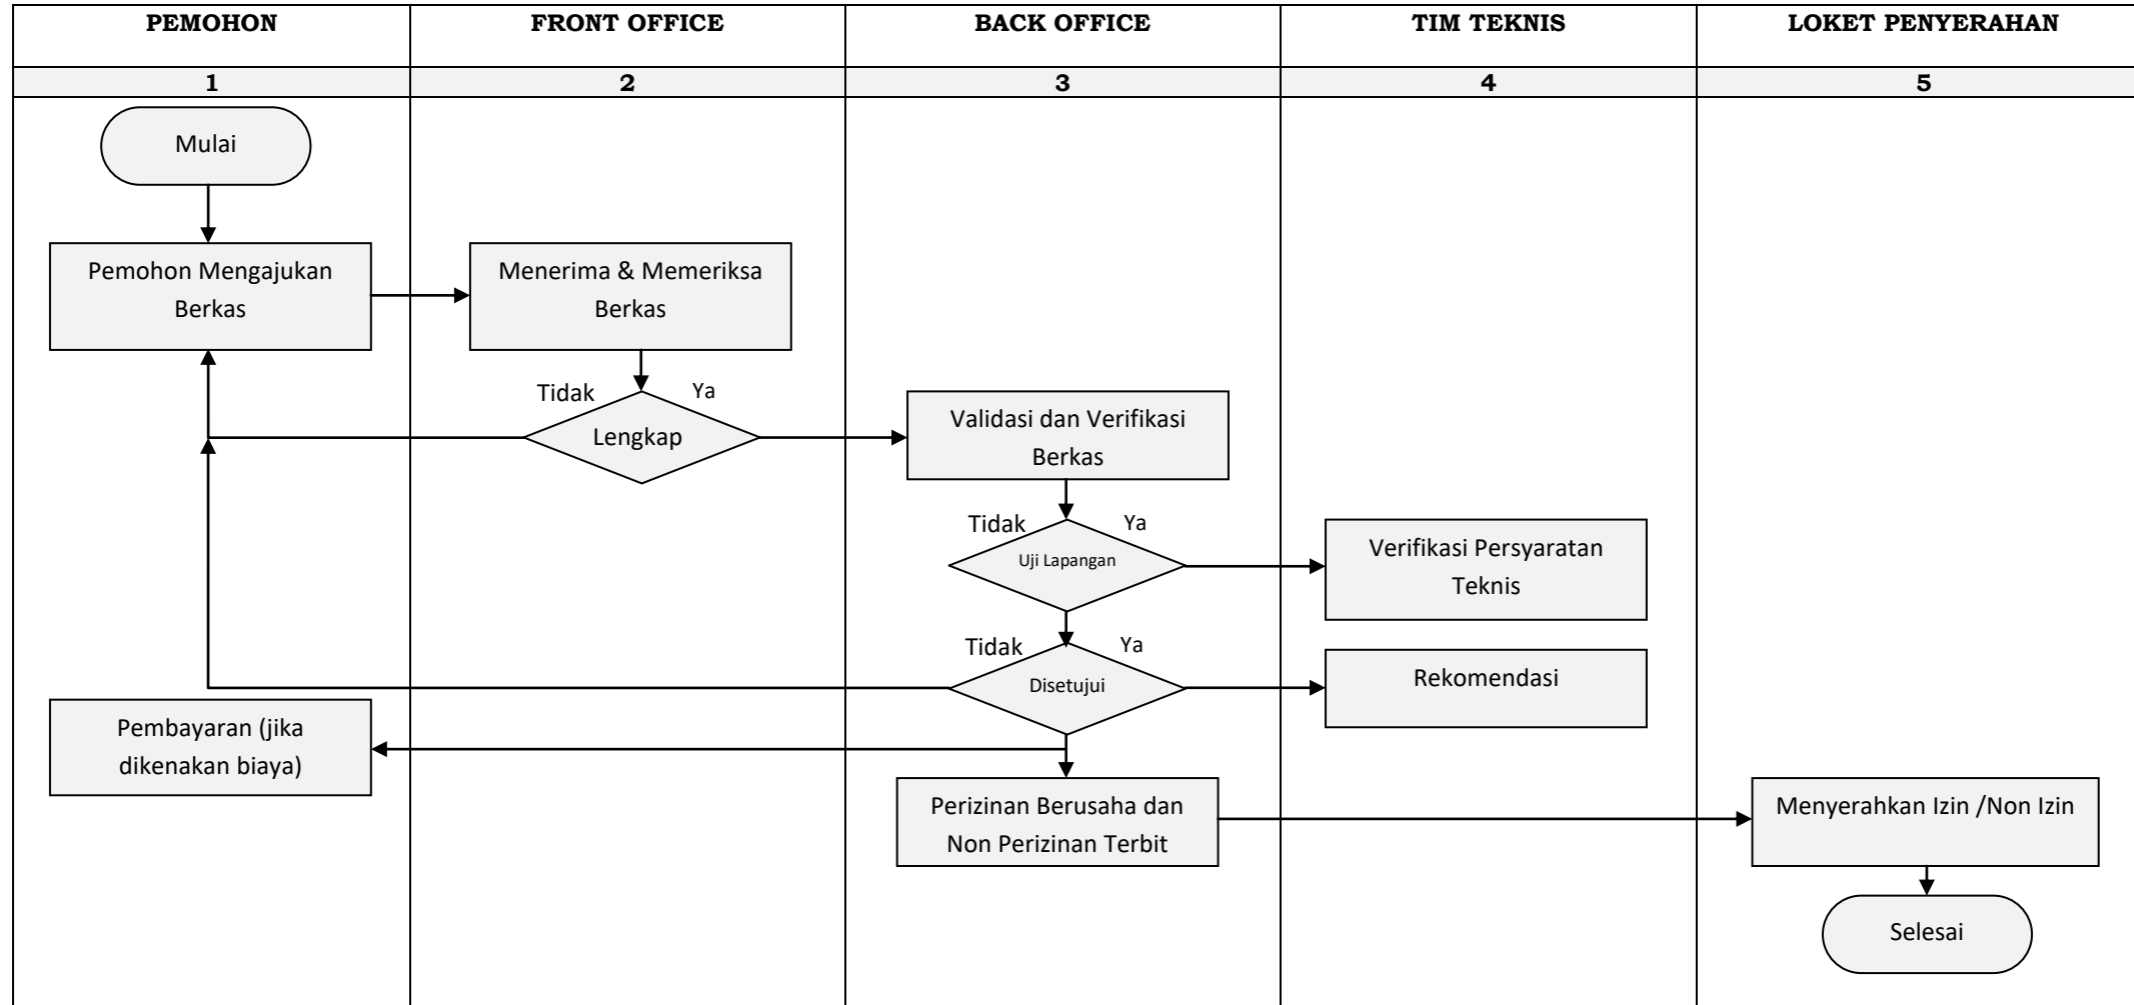 PEMOHON
FRONT OFFICE
BACK OFFICE
TIM TEKNIS
LOKET PENYERAHAN
1
2
3
4
5
Mulai
Pemohon Mengajukan
Berkas
Menerima & Memeriksa
Berkas
Tidak
Ya
Lengkap
Validasi dan Verifikasi
Berkas
Tidak
Ya
Uji Lapangan
Verifikasi Persyaratan
Teknis
Tidak
Ya
Disetujui
Rekomendasi
Pembayaran (jika
dikenakan biaya)
Perizinan Berusaha dan
Non Perizinan Terbit
Menyerahkan Izin /Non Izin
Selesai